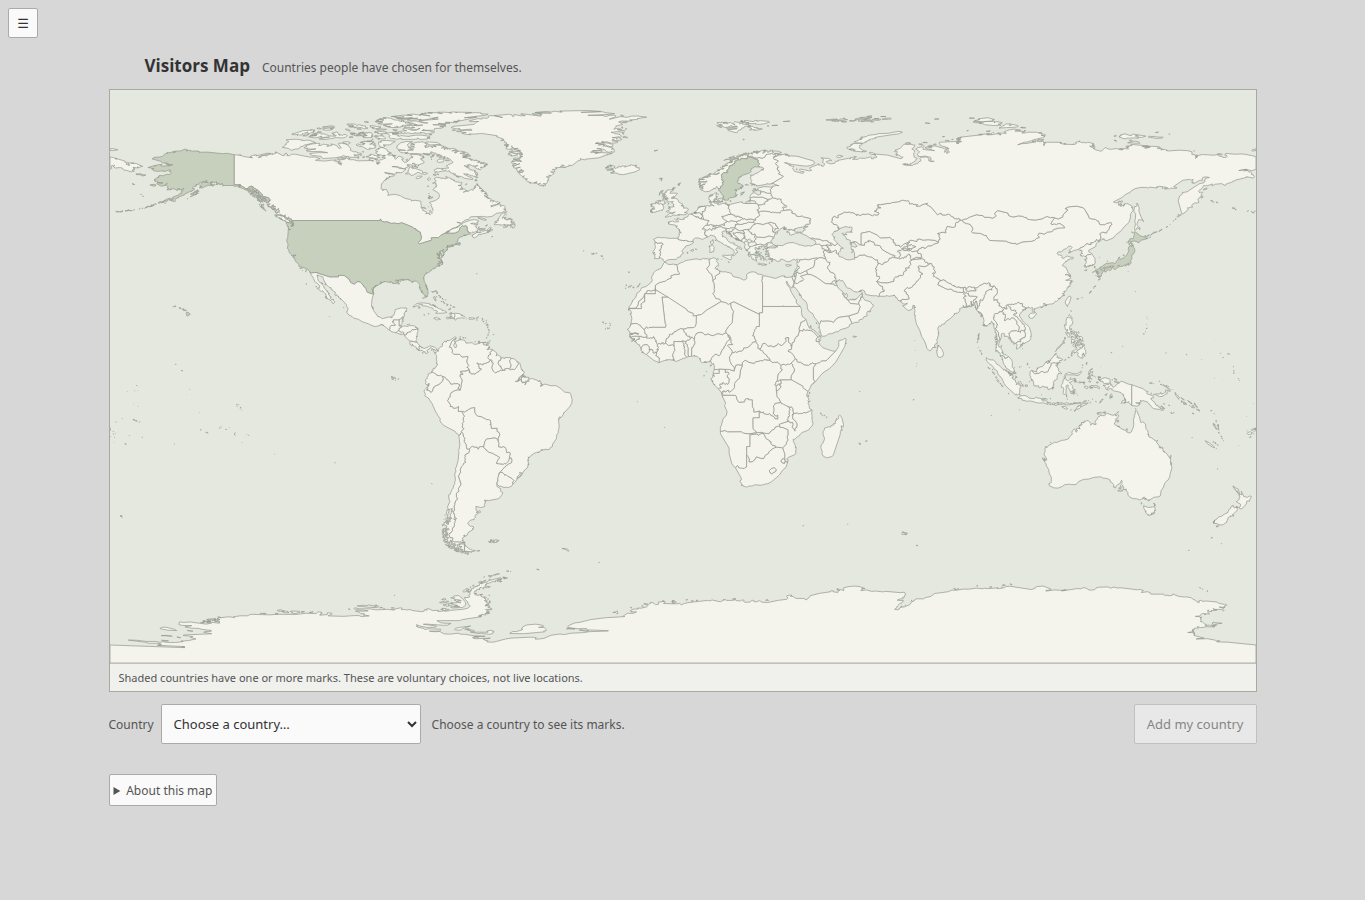 ☰
Visitors Map Countries people have chosen for themselves.
Shaded countries have one or more marks. These are voluntary choices, not live locations.
Country Choose a country... Choose a country to see its marks. Add my country
▶ About this map